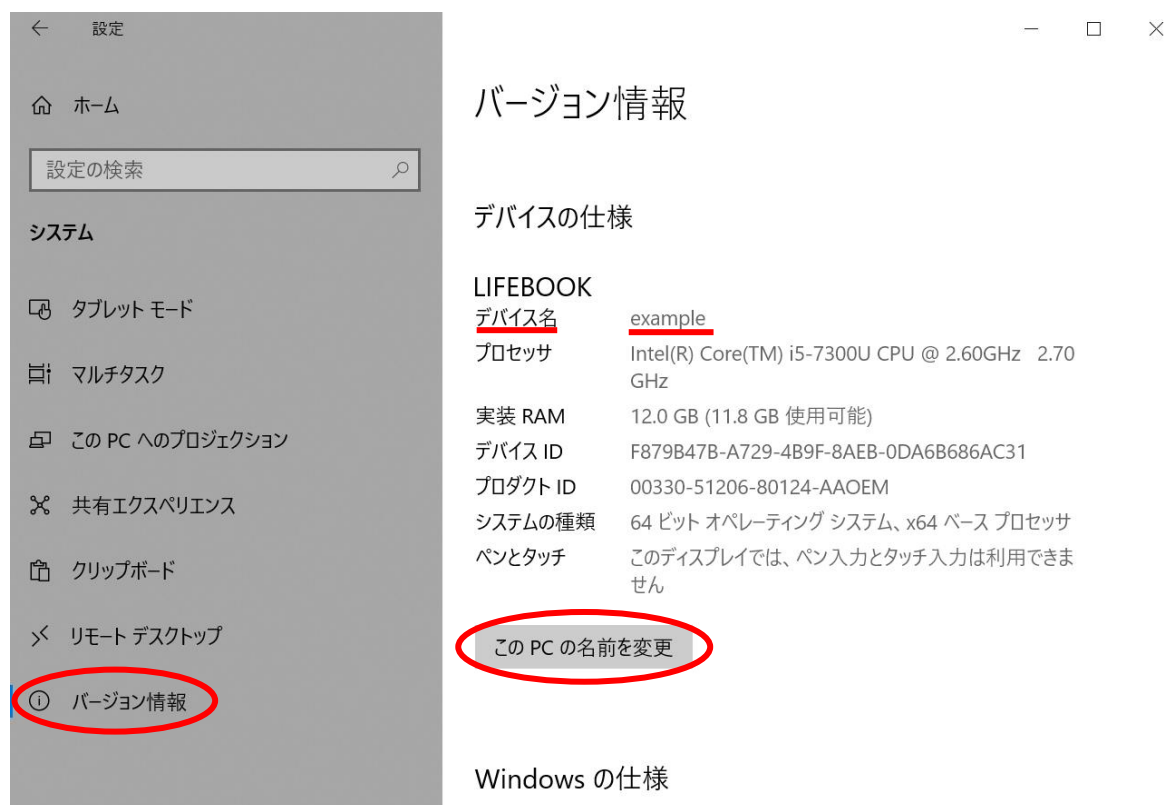 設定
ホーム
設定の検索
システム
タブレット モード
マルチタスク
この PC へのプロジェクション
共有エクスペリエンス
クリップボード
リモート デスクトップ
バージョン情報
バージョン情報
デバイスの仕様
LIFEBOOK
デバイス名 example
プロセッサ Intel(R) Core(TM) i5-7300U CPU @ 2.60GHz 2.70
GHz
実装 RAM 12.0 GB (11.8 GB 使用可能)
デバイス ID F879B47B-A729-4B9F-8AEB-0DA6B686AC31
プロダクト ID 00330-51206-80124-AAOEM
システムの種類 64 ビット オペレーティング システム、x64 ベース プロセッサ
ペンとタッチ このディスプレイでは、ペン入力とタッチ入力は利用できま
せん
この PC の名前を変更
Windows の仕様